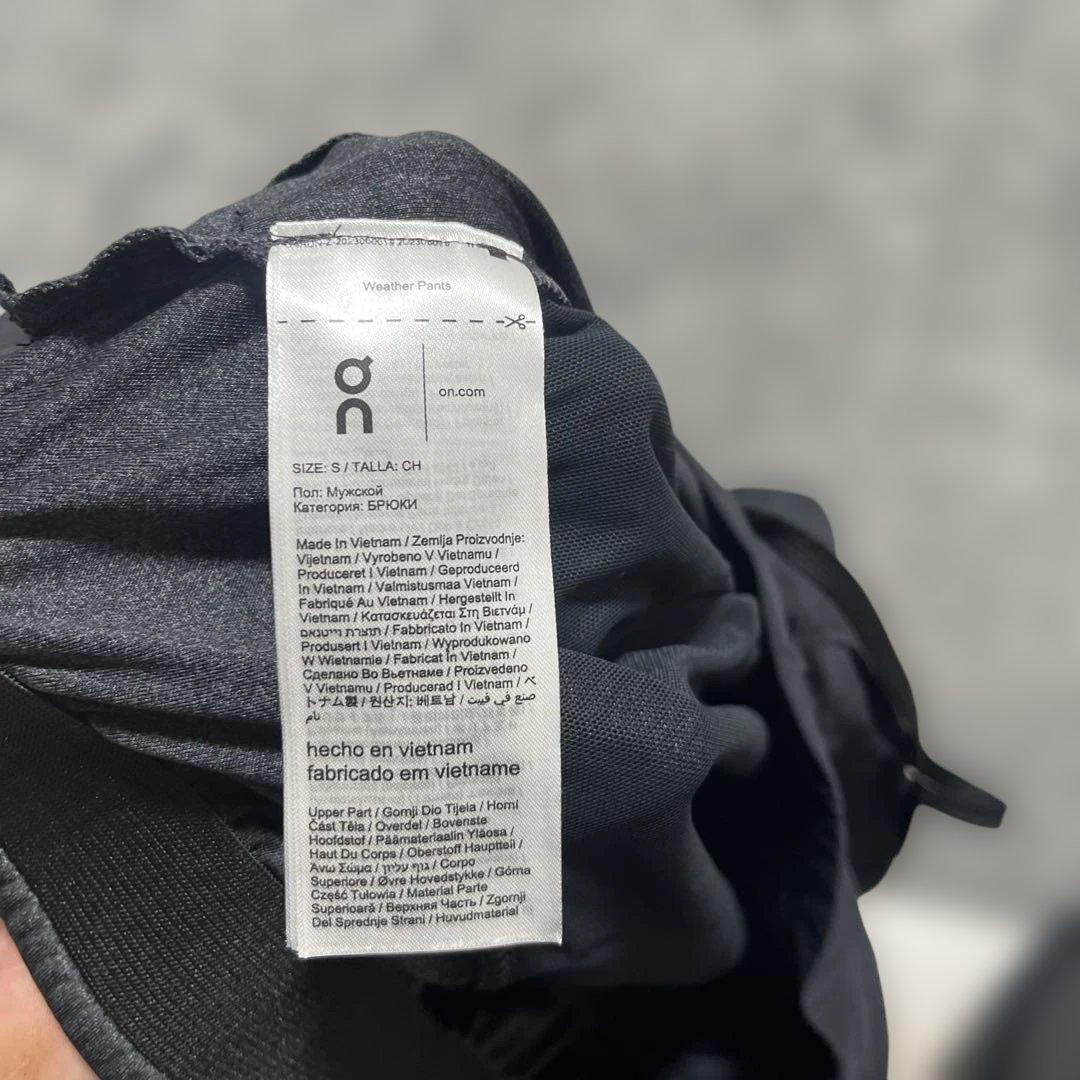 Weather Pants
on
on.com
SIZE: S / TALLA: CH
Пол: Мужской
Категория: БРЮКИ
Made In Vietnam / Zemlja Proizvodnje:
Vijetnam / Vyrobeno V Vietnamu /
Produceret I Vietnam / Geproduceerd
In Vietnam / Valmistusmaa Vietnam /
Fabriqué Au Vietnam / Hergestellt In
Vietnam / Κατασκευάζεται Στη Βιετνάμ /
תוצרת וייטנאם / Fabbricato In Vietnam /
Produsert I Vietnam / Wyprodukowano
W Wietnamie / Fabricat În Vietnam /
Сделано Во Вьетнаме / Proizvedeno
V Vietnamu / Producerad I Vietnam / ベ
トナム製 / 원산지: 베트남 / صنع في فييت
نام
hecho en vietnam
fabricado em vietname
Upper Part / Gornji Dio Tijela / Horní
Část Těla / Overdel / Bovenste
Hoofdstof / Päämateriaalin Yläosa /
Haut Du Corps / Oberstoff Hauptteil /
Άνω Σώμα / גוף עליון / Corpo
Superiore / Øvre Hovedstykke / Górna
Część Tułowia / Material Parte
Superioară / Верхняя Часть / Zgornji
Del Sprednje Strani / Huvudmaterial